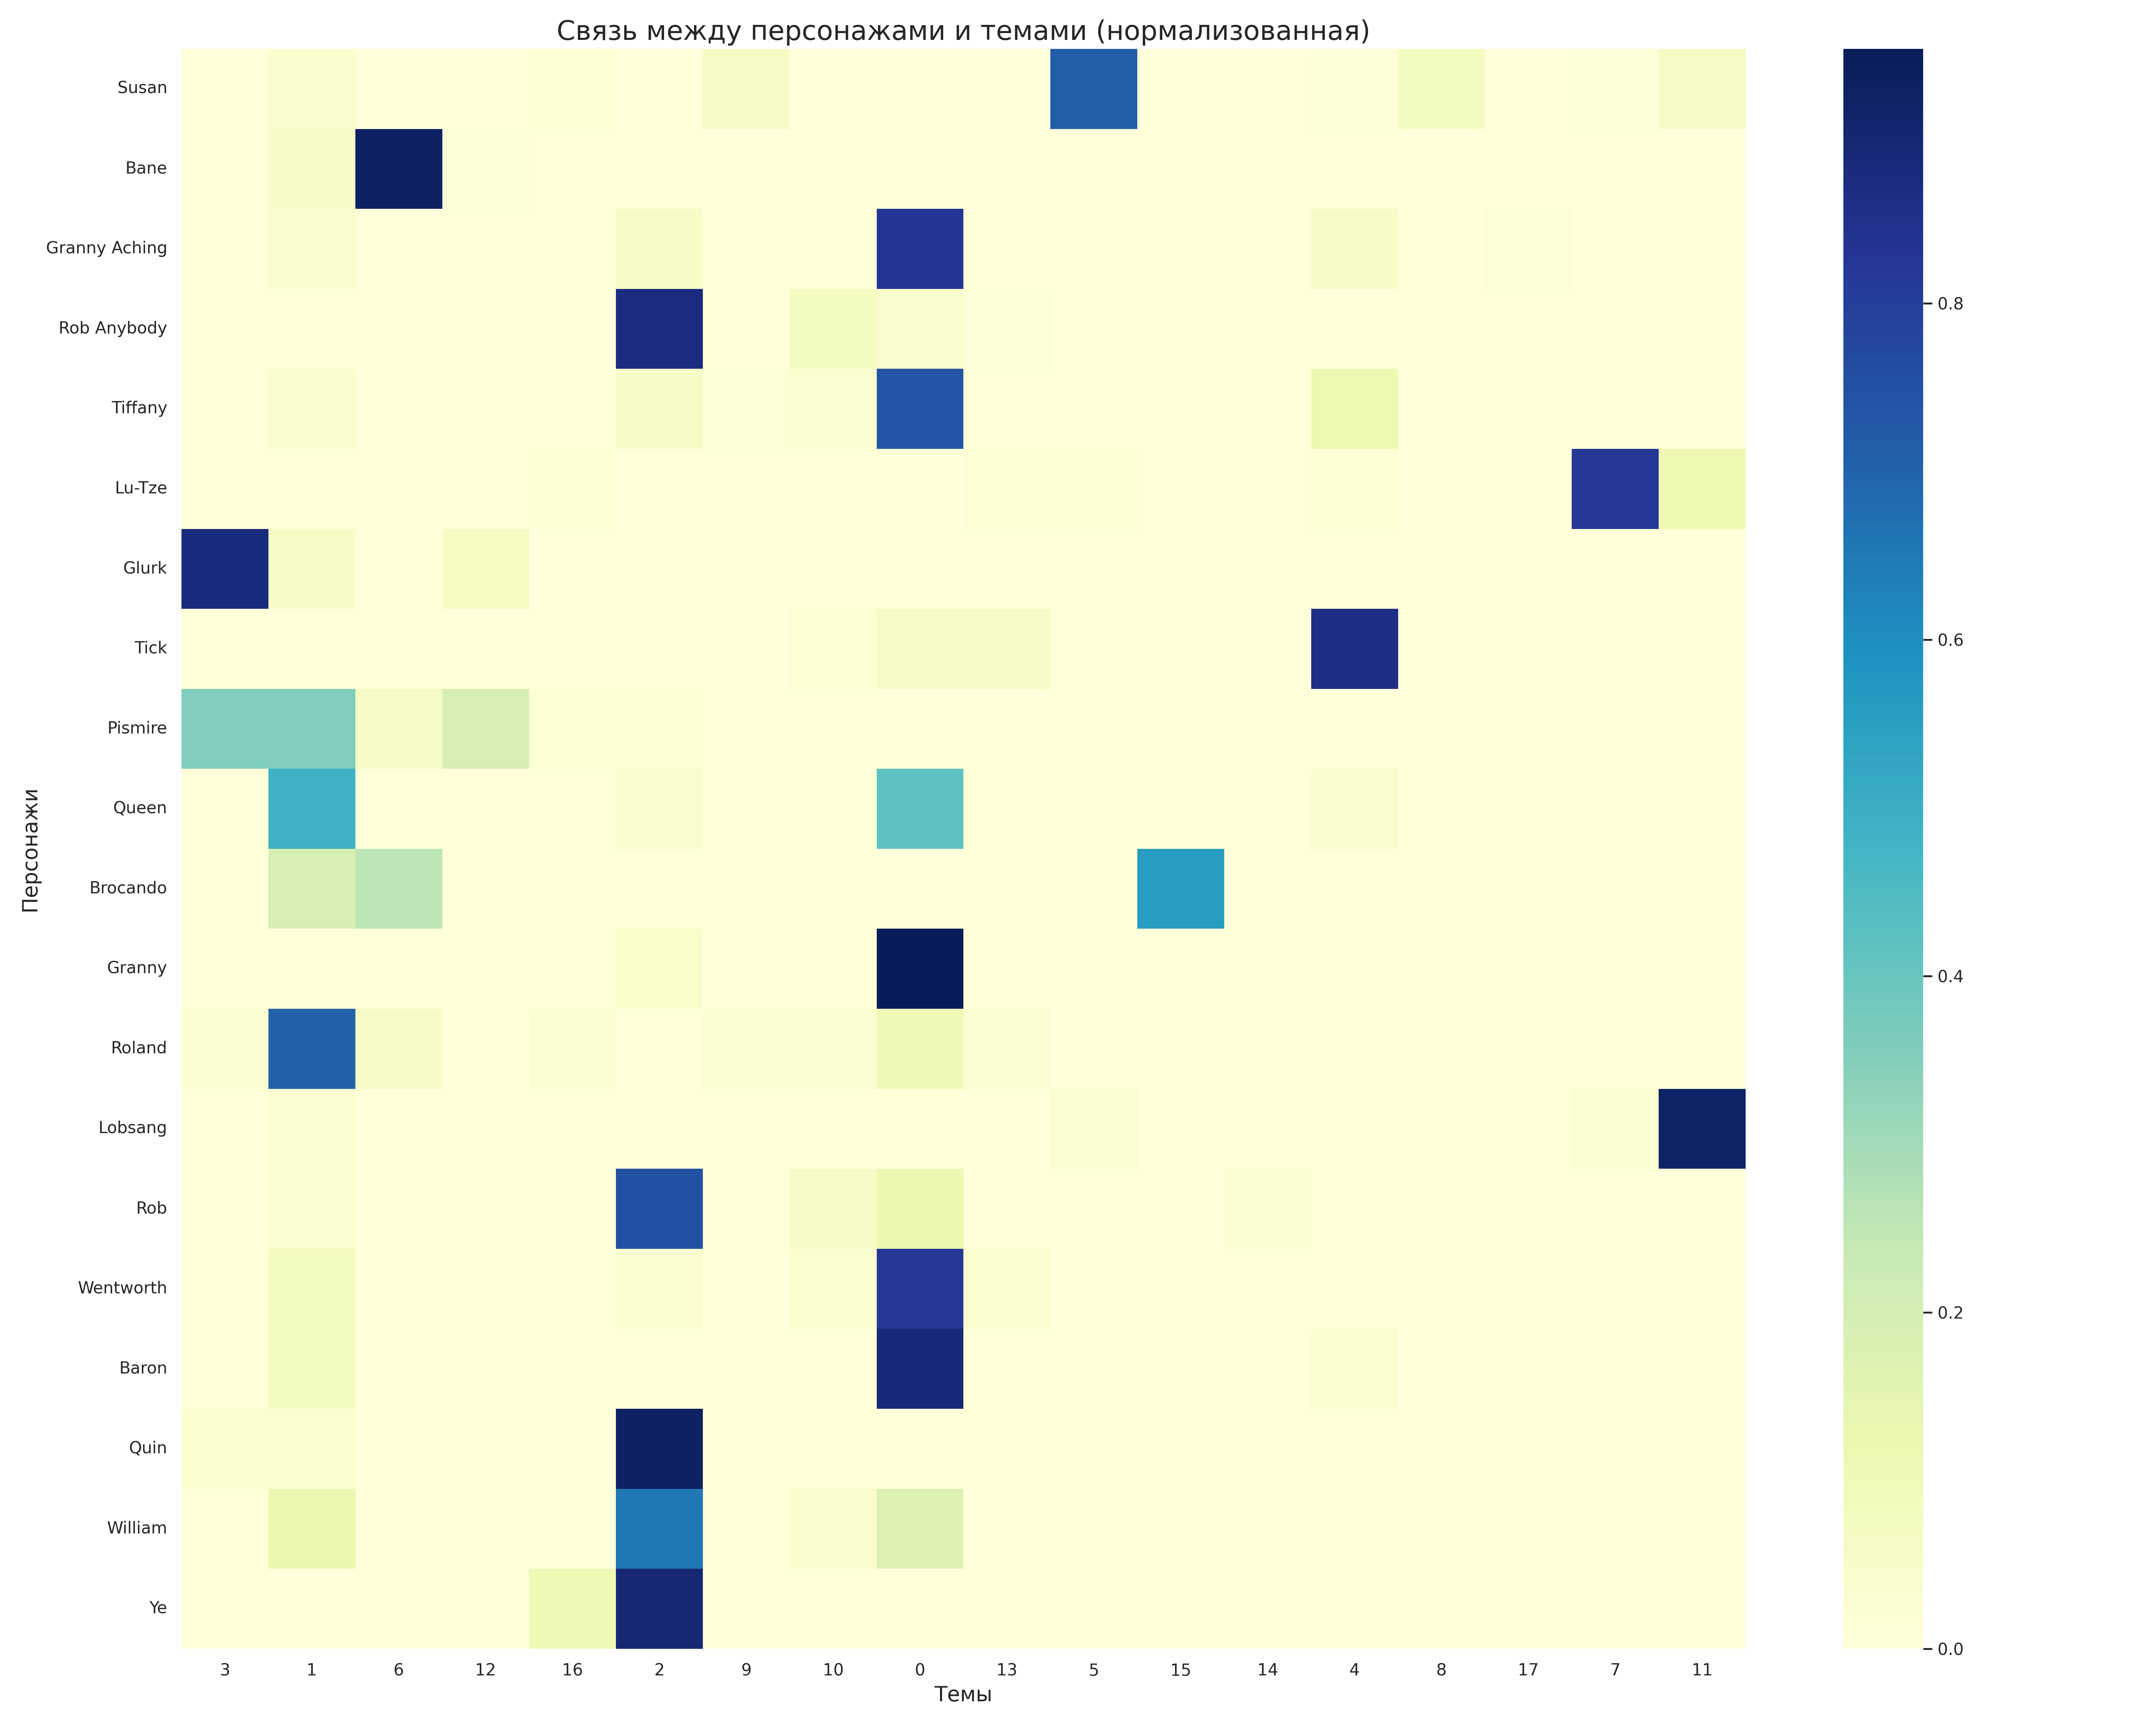 Связь между персонажами и темами (нормализованная)
Персонажи
Susan
Bane
Granny Aching
Rob Anybody
Tiffany
Lu-Tze
Glurk
Tick
Pismire
Queen
Brocando
Granny
Roland
Lobsang
Rob
Wentworth
Baron
Quin
William
Ye
3 1 6 12 16 2 9 10 0 13 5 15 14 4 8 17 7 11
Темы
0.8
0.6
0.4
0.2
0.0